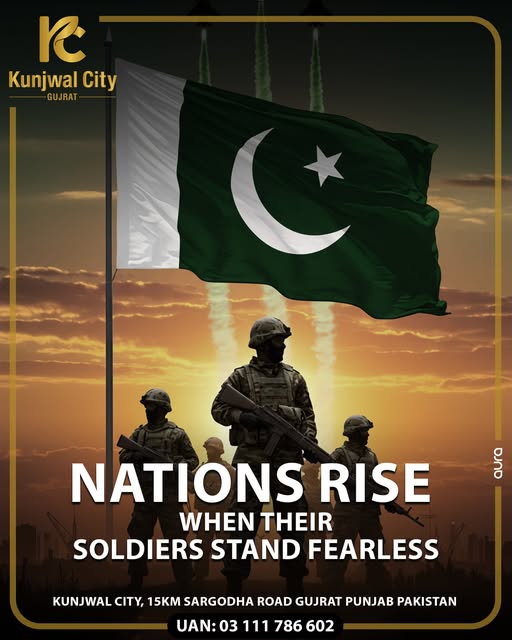 KC
Kunjwal City
GUJRAT
aura
NATIONS RISE
WHEN THEIR
SOLDIERS STAND FEARLESS
KUNJWAL CITY, 15KM SARGODHA ROAD GUJRAT PUNJAB PAKISTAN
UAN: 03 111 786 602